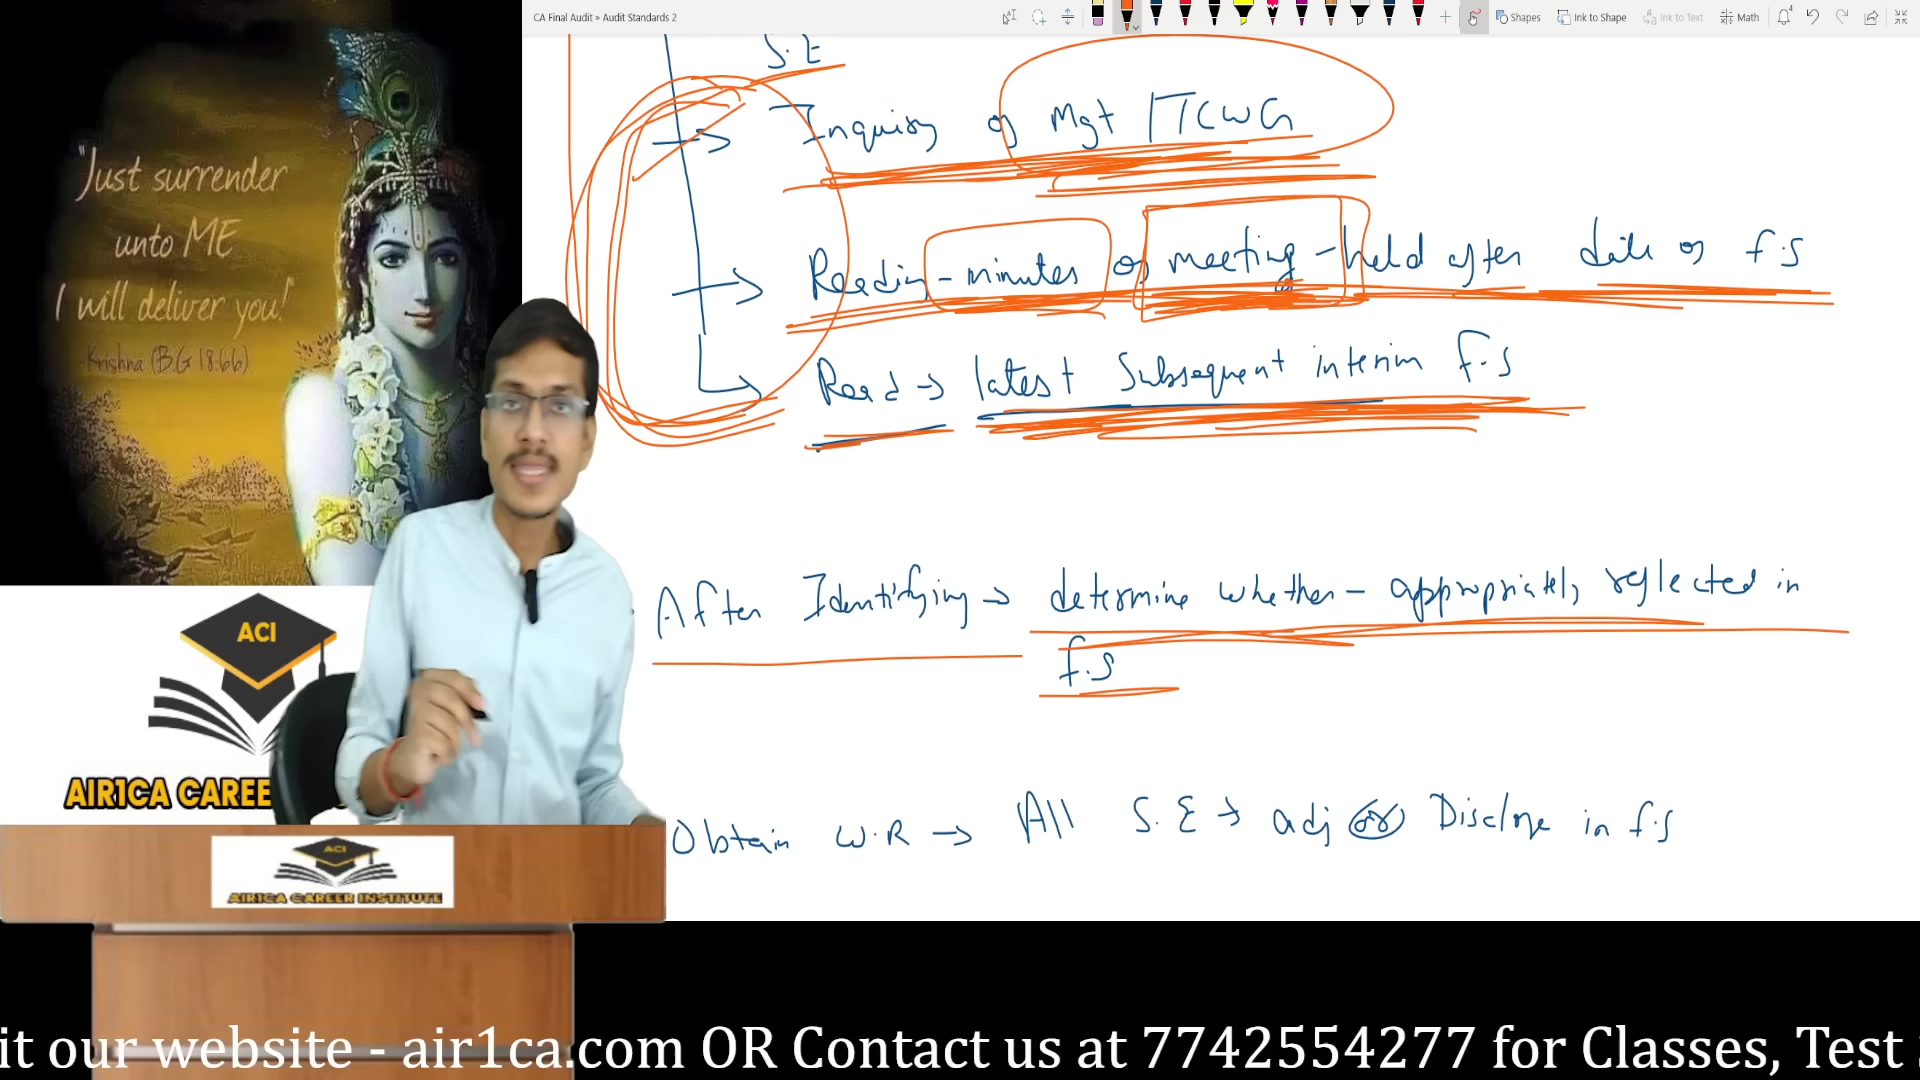 CA Final Audit » Audit Standards 2
Shapes
Ink to Shape
Ink to Text
Math
S.E
Inquiry of Mgt | TCWG
Reading - minutes of meeting - held after date of f.s
Read → latest subsequent interim f.s
After Identifying → determine whether - appropriately reflected in
f.s
Obtain W.R → All S.E → adj or Disclose in f.s
"Just surrender
unto ME
I will deliver you!"
-Krishna (B.G 18:66)
ACI
AIR1CA CAREE
ACI
AIR1CA CAREER INSTITUTE
it our website - air1ca.com OR Contact us at 7742554277 for Classes, Test